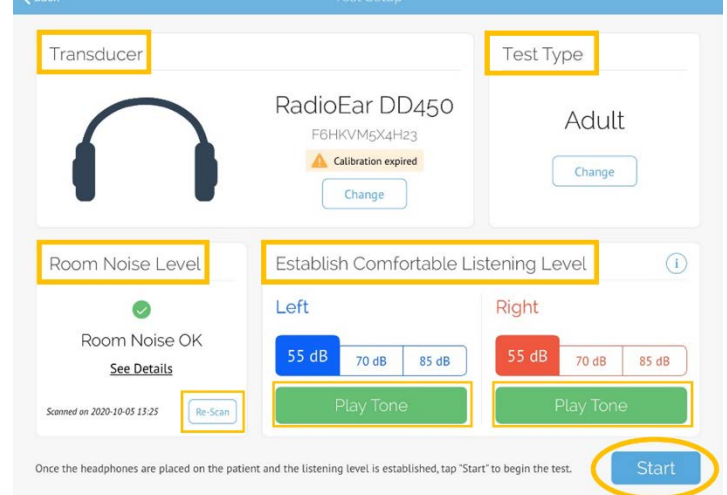 Transducer
RadioEar DD450
F6HKVM5X4H23
Calibration expired
Change
Test Type
Adult
Change
Room Noise Level
Room Noise OK
See Details
Scanned on 2020-10-05 13:25
Re-Scan
Establish Comfortable Listening Level
i
Left
55 dB 70 dB 85 dB
Play Tone
Right
55 dB 70 dB 85 dB
Play Tone
Once the headphones are placed on the patient and the listening level is established, tap "Start" to begin the test.
Start